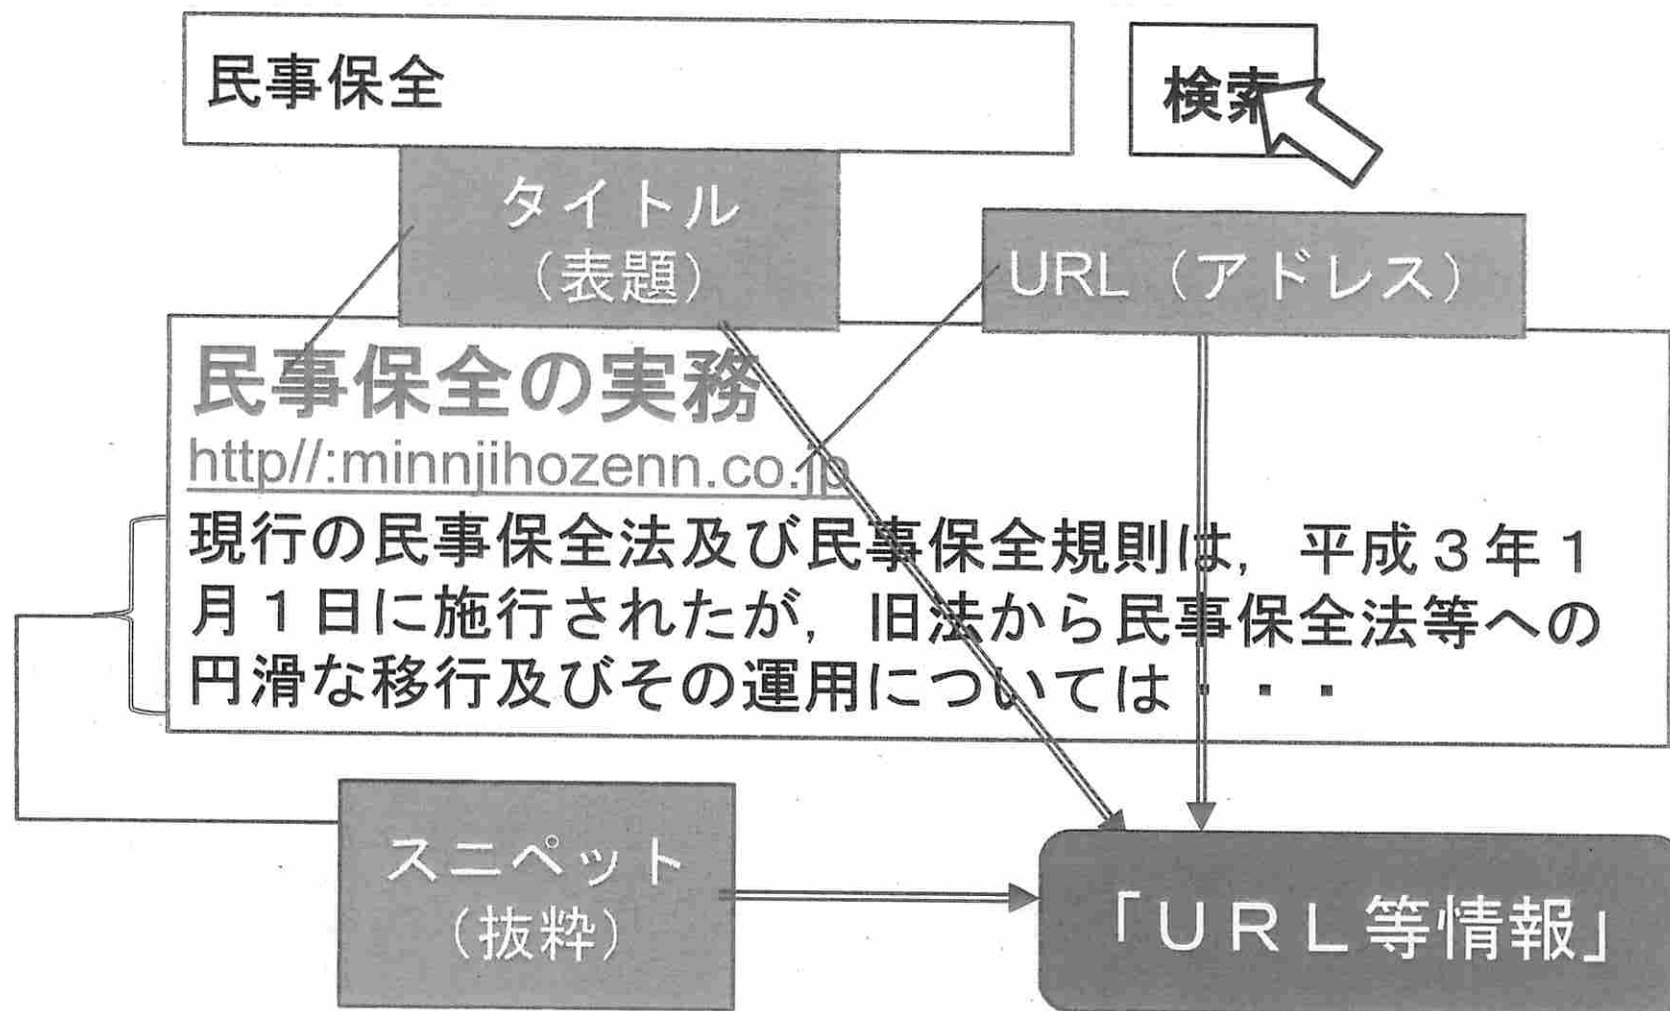 民事保全
検索
タイトル
（表題）
URL（アドレス）
民事保全の実務
http//:minnjihozenn.co.jp
現行の民事保全法及び民事保全規則は，平成３年１
月１日に施行されたが，旧法から民事保全法等への
円滑な移行及びその運用については・・・
スニペット
（抜粋）
「ＵＲＬ等情報」